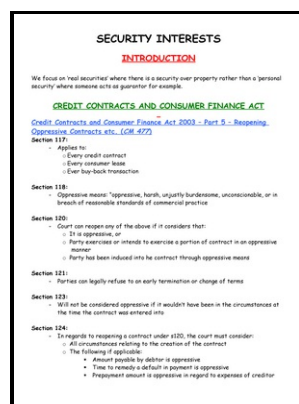 SECURITY INTERESTS
INTRODUCTION
We focus on 'real securities' where there is a security over property rather than a 'personal
security' where someone acts as guarantor for example.
CREDIT CONTRACTS AND CONSUMER FINANCE ACT
Credit Contracts and Consumer Finance Act 2003 - Part 5 - Reopening
Oppressive Contracts etc. (CM 477)
Section 117:
- Applies to:
o Every credit contract
o Every consumer lease
o Ever buy-back transaction
Section 118:
- Oppressive means: "oppressive, harsh, unjustly burdensome, unconscionable, or in
breach of reasonable standards of commercial practice
Section 120:
- Court can reopen any of the above if it considers that:
o It is oppressive, or
o Party exercises or intends to exercise a portion of contract in an oppressive
manner
o Party has been induced into he contract through oppressive means
Section 121:
- Parties can legally refuse to an early termination or change of terms
Section 123:
- Will not be considered oppressive if it wouldn't have been in the circumstances at
the time the contract was entered into
Section 124:
- In regards to reopening a contract under s120, the court must consider:
o All circumstances relating to the creation of the contract
o The following if applicable:
▪ Amount payable by debtor is oppressive
▪ Time to remedy a default in payment is oppressive
▪ Prepayment amount is oppressive in regard to expenses of creditor